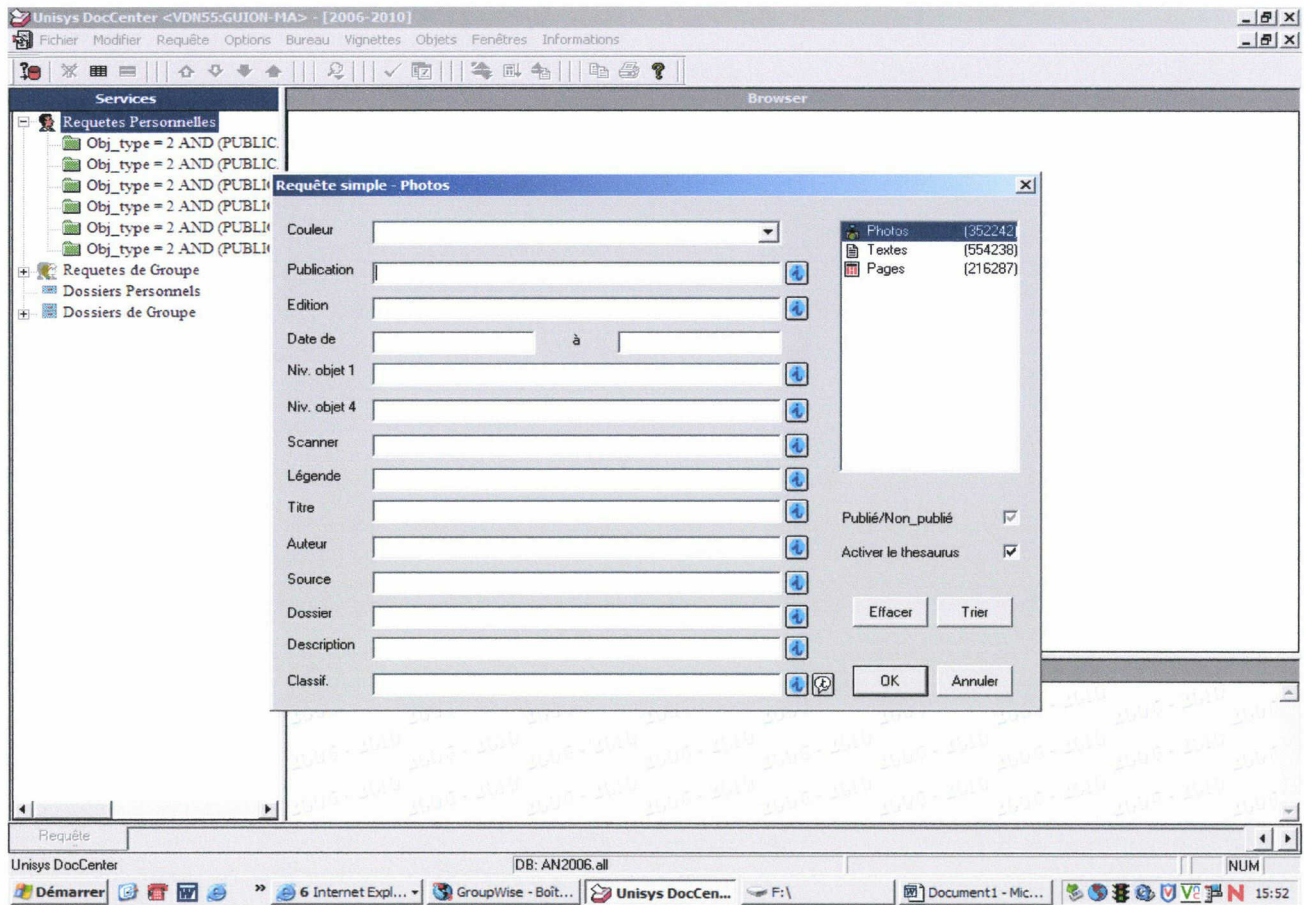 Unisys DocCenter <VDN55:GUION-MA> - [2006-2010]
Fichier Modifier Requête Options Bureau Vignettes Objets Fenêtres Informations
Services
Browser
Requetes Personnelles
Obj_type = 2 AND (PUBLIC.
Obj_type = 2 AND (PUBLIC.
Obj_type = 2 AND (PUBLI
Obj_type = 2 AND (PUBLI
Obj_type = 2 AND (PUBLI
Obj_type = 2 AND (PUBLI
Requetes de Groupe
Dossiers Personnels
Dossiers de Groupe
Requête simple - Photos
Couleur
Publication
Edition
Date de à
Niv. objet 1
Niv. objet 4
Scanner
Légende
Titre
Auteur
Source
Dossier
Description
Classif.
Photos (352242)
Textes (554238)
Pages (216287)
Publié/Non_publié
Activer le thesaurus
Effacer Trier
OK Annuler
Requête
Unisys DocCenter DB: AN2006.all NUM
Démarrer » 6 Internet Expl... GroupWise - Boît... Unisys DocCen... F:\ Document1 - Mic... 15:52